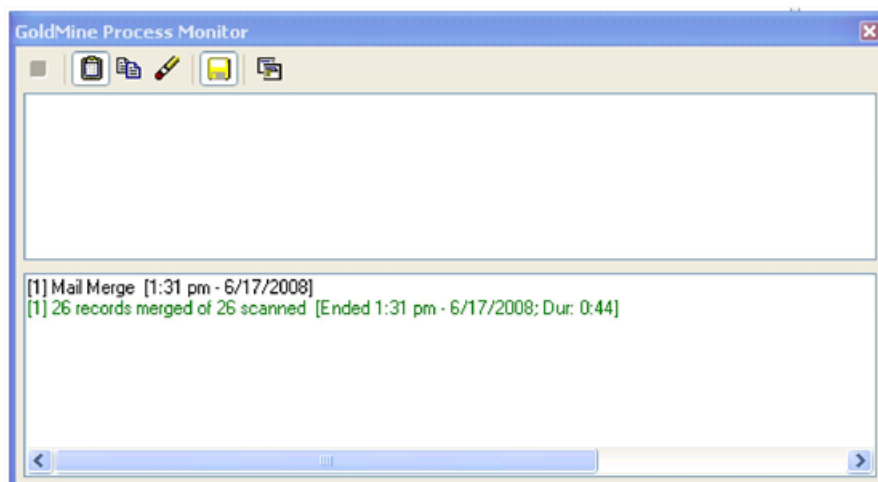 GoldMine Process Monitor
[1] Mail Merge [1:31 pm - 6/17/2008]
[1] 26 records merged of 26 scanned [Ended 1:31 pm - 6/17/2008; Dur: 0:44]